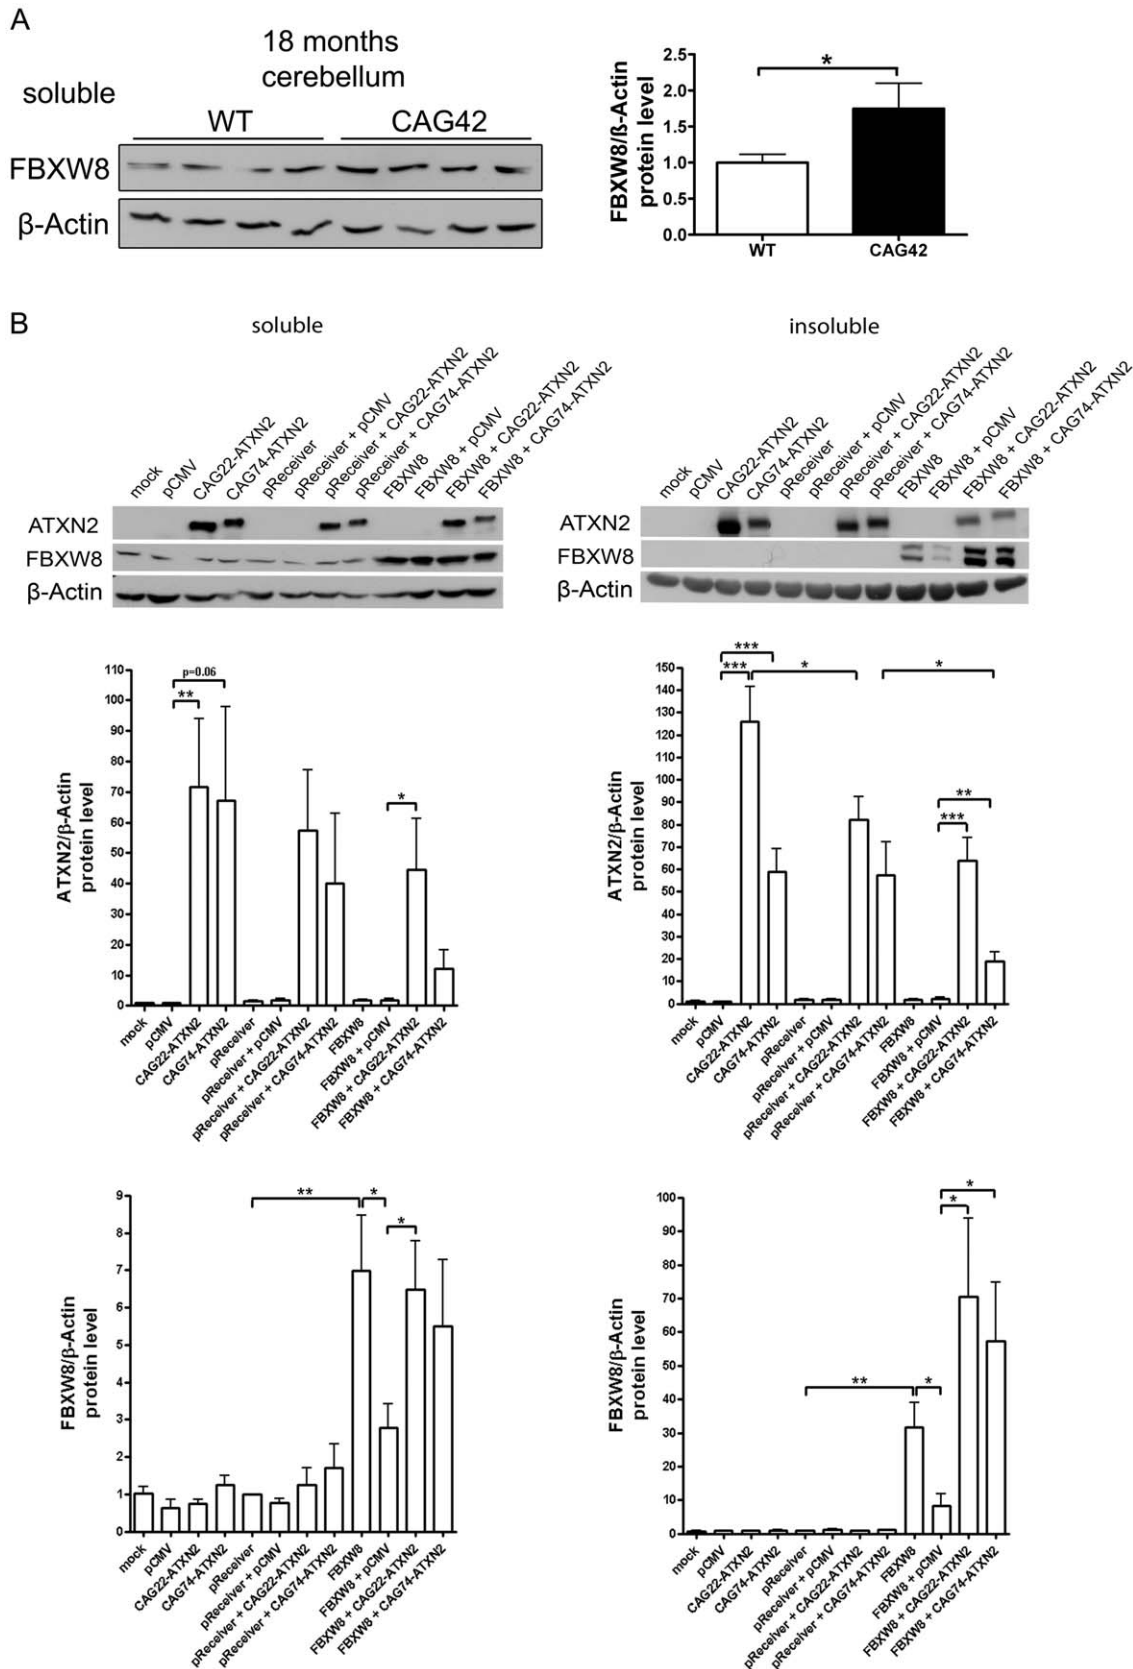 A
18 months
cerebellum
soluble
WT CAG42
FBXW8
β-Actin
FBXW8/ß-Actin
protein level
2.5
2.0
1.5
1.0
0.5
0.0
*
WT CAG42
B
soluble
mock
pCMV
CAG22-ATXN2
CAG74-ATXN2
pReceiver
pReceiver + pCMV
pReceiver + CAG22-ATXN2
pReceiver + CAG74-ATXN2
FBXW8
FBXW8 + pCMV
FBXW8 + CAG22-ATXN2
FBXW8 + CAG74-ATXN2
ATXN2
FBXW8
β-Actin
insoluble
mock
pCMV
CAG22-ATXN2
CAG74-ATXN2
pReceiver
pReceiver + pCMV
pReceiver + CAG22-ATXN2
pReceiver + CAG74-ATXN2
FBXW8
FBXW8 + pCMV
FBXW8 + CAG22-ATXN2
FBXW8 + CAG74-ATXN2
ATXN2
FBXW8
β-Actin
ATXN2/β-Actin
protein level
110
100
90
80
70
60
50
40
30
20
10
0
p=0.06
**
*
mock
pCMV
CAG22-ATXN2
CAG74-ATXN2
pReceiver
pReceiver + pCMV
pReceiver + CAG22-ATXN2
pReceiver + CAG74-ATXN2
FBXW8
FBXW8 + pCMV
FBXW8 + CAG22-ATXN2
FBXW8 + CAG74-ATXN2
ATXN2/β-Actin
protein level
150
140
130
120
110
100
90
80
70
60
50
40
30
20
10
0
***
***
*
*
**
***
mock
pCMV
CAG22-ATXN2
CAG74-ATXN2
pReceiver
pReceiver + pCMV
pReceiver + CAG22-ATXN2
pReceiver + CAG74-ATXN2
FBXW8
FBXW8 + pCMV
FBXW8 + CAG22-ATXN2
FBXW8 + CAG74-ATXN2
FBXW8/β-Actin
protein level
9
8
7
6
5
4
3
2
1
0
**
*
*
mock
pCMV
CAG22-ATXN2
CAG74-ATXN2
pReceiver
pReceiver + pCMV
pReceiver + CAG22-ATXN2
pReceiver + CAG74-ATXN2
FBXW8
FBXW8 + pCMV
FBXW8 + CAG22-ATXN2
FBXW8 + CAG74-ATXN2
FBXW8/β-Actin
protein level
100
90
80
70
60
50
40
30
20
10
0
**
*
*
*
mock
pCMV
CAG22-ATXN2
CAG74-ATXN2
pReceiver
pReceiver + pCMV
pReceiver + CAG22-ATXN2
pReceiver + CAG74-ATXN2
FBXW8
FBXW8 + pCMV
FBXW8 + CAG22-ATXN2
FBXW8 + CAG74-ATXN2